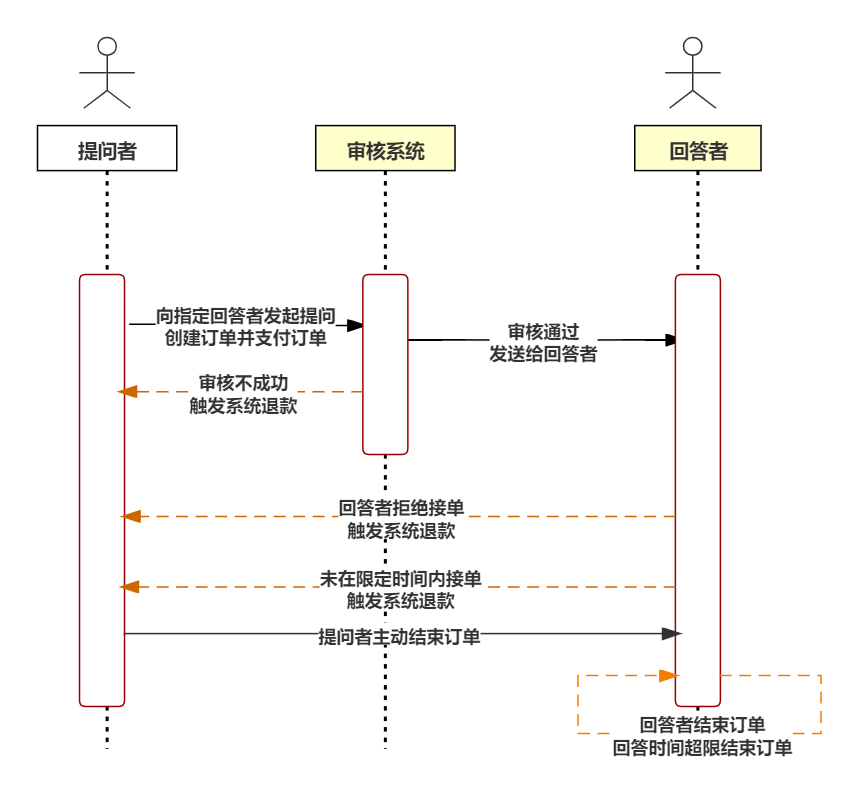 提问者
审核系统
回答者
向指定回答者发起提问
创建订单并支付订单
审核通过
发送给回答者
审核不成功
触发系统退款
回答者拒绝接单
触发系统退款
未在限定时间内接单
触发系统退款
提问者主动结束订单
回答者结束订单
回答时间超限结束订单